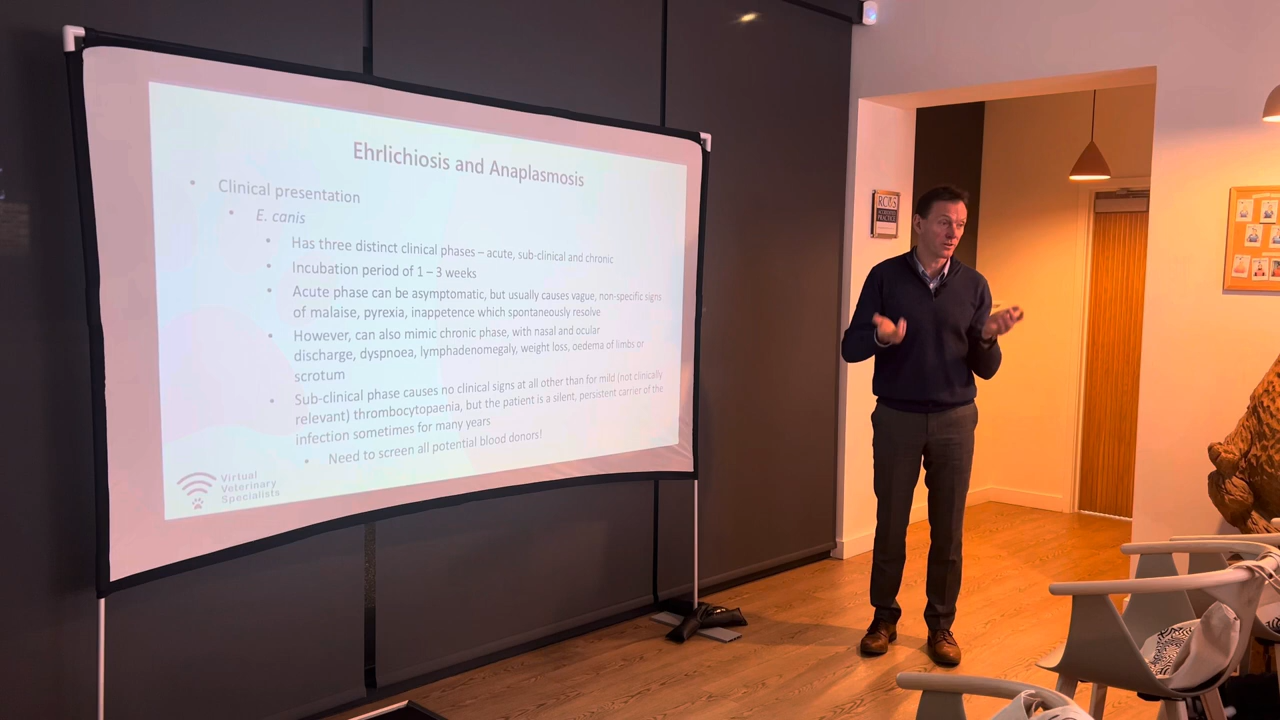 Ehrlichiosis and Anaplasmosis
• Clinical presentation
• E. canis
• Has three distinct clinical phases – acute, sub-clinical and chronic
• Incubation period of 1 – 3 weeks
• Acute phase can be asymptomatic, but usually causes vague, non-specific signs
of malaise, pyrexia, inappetence which spontaneously resolve
• However, can also mimic chronic phase, with nasal and ocular
discharge, dyspnoea, lymphadenomegaly, weight loss, oedema of limbs or
scrotum
• Sub-clinical phase causes no clinical signs at all other than for mild (not clinically
relevant) thrombocytopaenia, but the patient is a silent, persistent carrier of the
infection sometimes for many years
• Need to screen all potential blood donors!
Virtual
Veterinary
Specialists
RCVS
ACCREDITED
PRACTICE